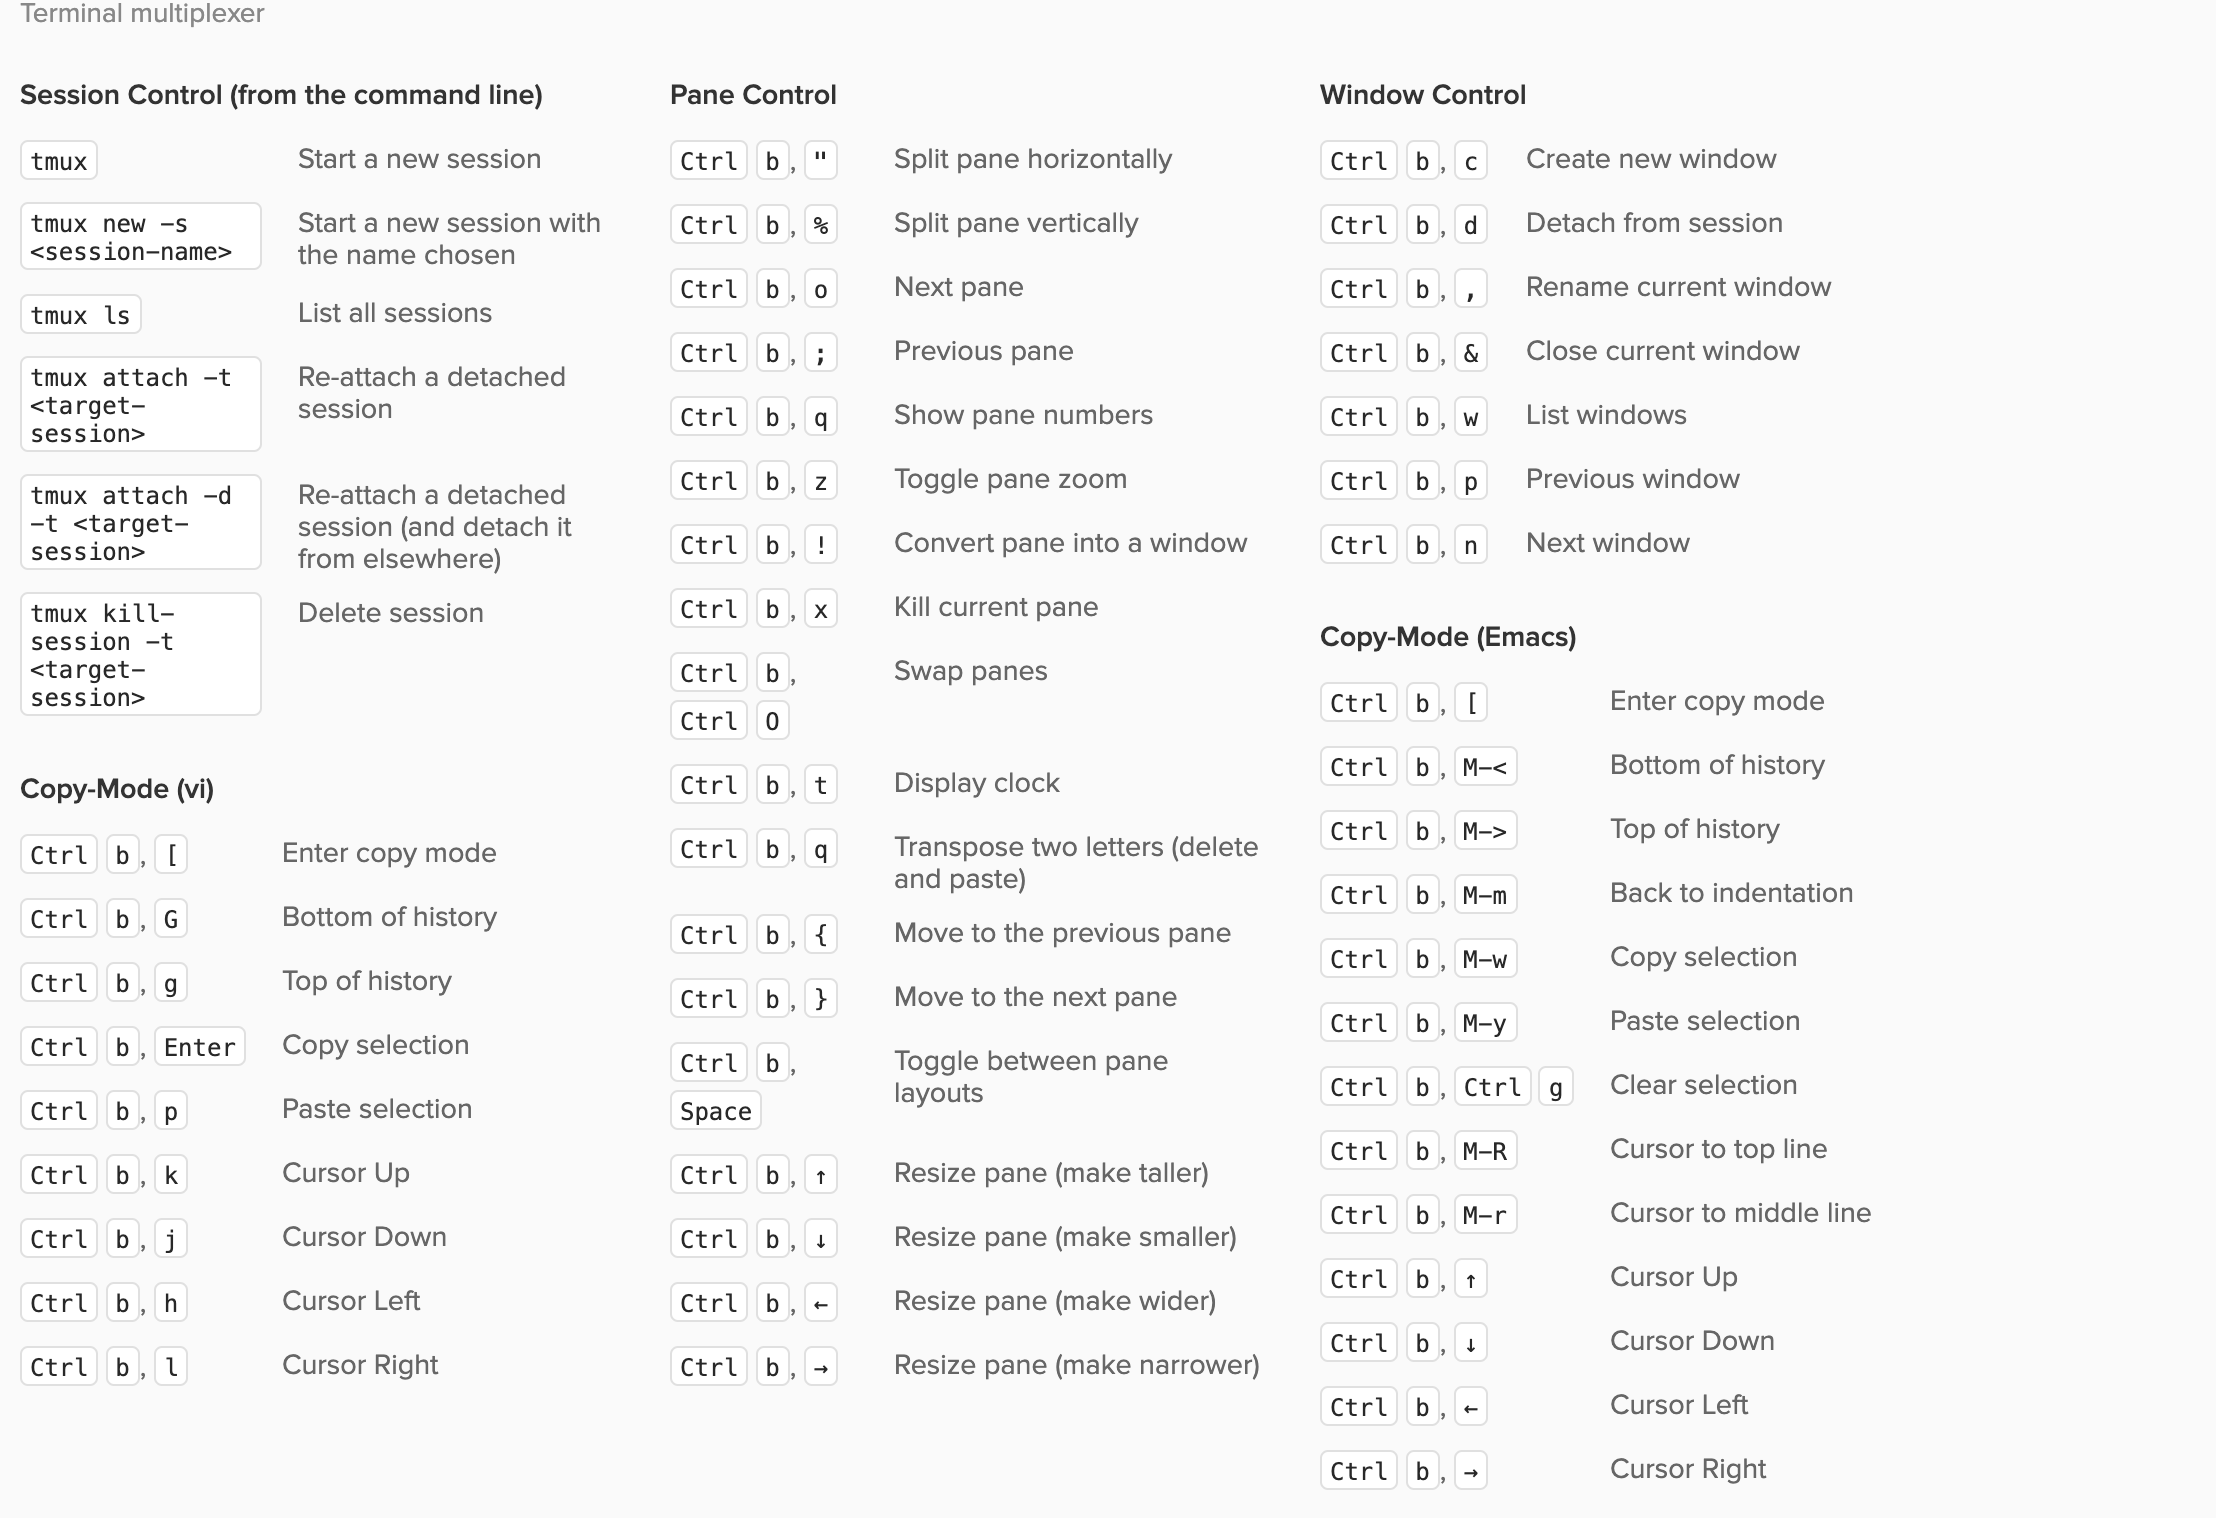 Terminal multiplexer
Session Control (from the command line)
tmux Start a new session
tmux new -s Start a new session with
<session-name> the name chosen
tmux ls List all sessions
tmux attach -t Re-attach a detached
<target- session
session>
tmux attach -d Re-attach a detached
-t <target- session (and detach it
session> from elsewhere)
tmux kill- Delete session
session -t
<target-
session>
Copy-Mode (vi)
Ctrl b, [ Enter copy mode
Ctrl b, G Bottom of history
Ctrl b, g Top of history
Ctrl b, Enter Copy selection
Ctrl b, p Paste selection
Ctrl b, k Cursor Up
Ctrl b, j Cursor Down
Ctrl b, h Cursor Left
Ctrl b, l Cursor Right
Pane Control
Ctrl b, " Split pane horizontally
Ctrl b, % Split pane vertically
Ctrl b, o Next pane
Ctrl b, ; Previous pane
Ctrl b, q Show pane numbers
Ctrl b, z Toggle pane zoom
Ctrl b, ! Convert pane into a window
Ctrl b, x Kill current pane
Ctrl b, Swap panes
Ctrl O
Ctrl b, t Display clock
Ctrl b, q Transpose two letters (delete
and paste)
Ctrl b, { Move to the previous pane
Ctrl b, } Move to the next pane
Ctrl b, Toggle between pane
Space layouts
Ctrl b, ↑ Resize pane (make taller)
Ctrl b, ↓ Resize pane (make smaller)
Ctrl b, ← Resize pane (make wider)
Ctrl b, → Resize pane (make narrower)
Window Control
Ctrl b, c Create new window
Ctrl b, d Detach from session
Ctrl b, , Rename current window
Ctrl b, & Close current window
Ctrl b, w List windows
Ctrl b, p Previous window
Ctrl b, n Next window
Copy-Mode (Emacs)
Ctrl b, [ Enter copy mode
Ctrl b, M-< Bottom of history
Ctrl b, M-> Top of history
Ctrl b, M-m Back to indentation
Ctrl b, M-w Copy selection
Ctrl b, M-y Paste selection
Ctrl b, Ctrl g Clear selection
Ctrl b, M-R Cursor to top line
Ctrl b, M-r Cursor to middle line
Ctrl b, ↑ Cursor Up
Ctrl b, ↓ Cursor Down
Ctrl b, ← Cursor Left
Ctrl b, → Cursor Right